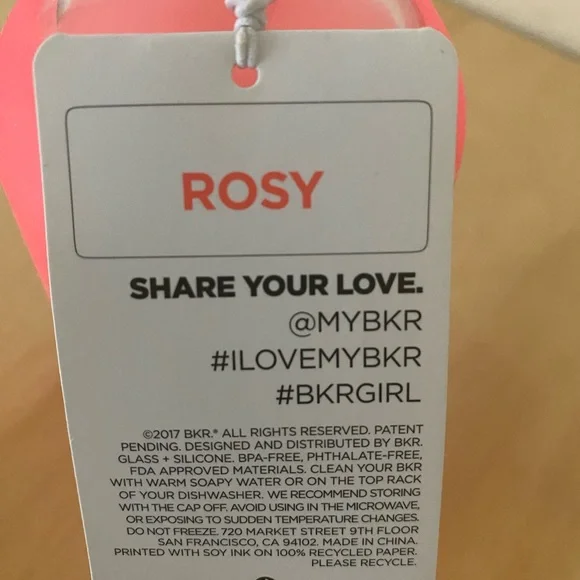 ROSY
SHARE YOUR LOVE.
@MYBKR
#ILOVEMYBKR
#BKRGIRL
©2017 BKR.® ALL RIGHTS RESERVED. PATENT
PENDING. DESIGNED AND DISTRIBUTED BY BKR.
GLASS + SILICONE. BPA-FREE, PHTHALATE-FREE,
FDA APPROVED MATERIALS. CLEAN YOUR BKR
WITH WARM SOAPY WATER OR ON THE TOP RACK
OF YOUR DISHWASHER. WE RECOMMEND STORING
WITH THE CAP OFF. AVOID USING IN THE MICROWAVE,
OR EXPOSING TO SUDDEN TEMPERATURE CHANGES.
DO NOT FREEZE. 720 MARKET STREET 9TH FLOOR
SAN FRANCISCO, CA 94102. MADE IN CHINA.
PRINTED WITH SOY INK ON 100% RECYCLED PAPER.
PLEASE RECYCLE.